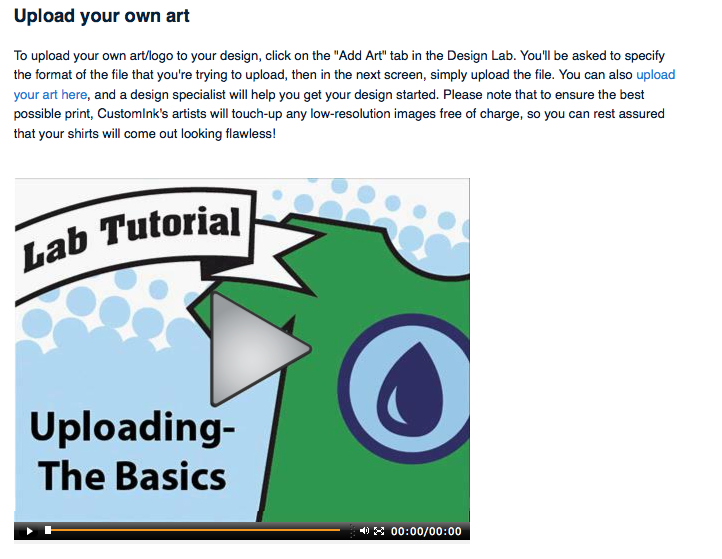 Upload your own art
To upload your own art/logo to your design, click on the "Add Art" tab in the Design Lab. You'll be asked to specify
the format of the file that you're trying to upload, then in the next screen, simply upload the file. You can also upload
your art here, and a design specialist will help you get your design started. Please note that to ensure the best
possible print, CustomInk's artists will touch-up any low-resolution images free of charge, so you can rest assured
that your shirts will come out looking flawless!
Lab Tutorial
Uploading-
The Basics
00:00/00:00